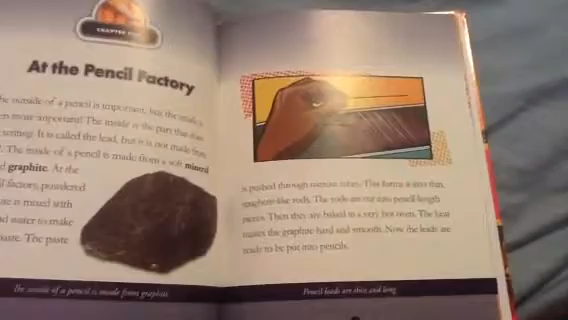 At the Pencil Factory
he outside of a pencil is important, but the inside is
en more important! The inside is the part that does
writing. It is called the lead, but it is not made from
The inside of a pencil is made from a soft mineral
d graphite. At the
il factory, powdered
ite is mixed with
nd water to make
paste. The paste
The inside of a pencil is made from graphite.
is pushed through narrow tubes. This forms it into thin,
spaghetti-like rods. The rods are cut into pencil-length
pieces. Then they are baked in a very hot oven. The heat
makes the graphite hard and smooth. Now the leads are
ready to be put into pencils.
Pencil leads are thin and long.